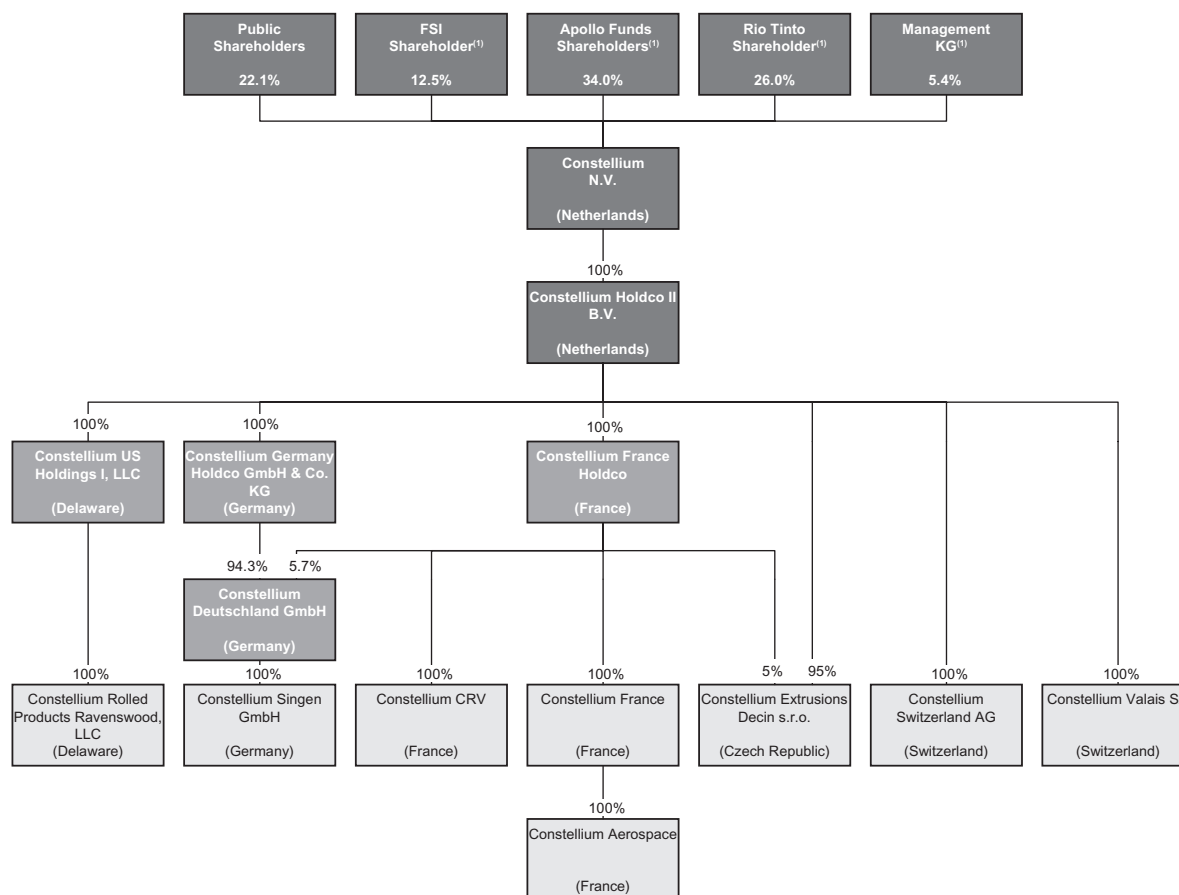 Public
Shareholders
22.1%
FSI
Shareholder(1)
12.5%
Apollo Funds
Shareholders(1)
34.0%
Rio Tinto
Shareholder(1)
26.0%
Management
KG(1)
5.4%
Constellium
N.V.
(Netherlands)
100%
Constellium Holdco II
B.V.
(Netherlands)
100%
Constellium US
Holdings I, LLC
(Delaware)
100%
Constellium Germany
Holdco GmbH & Co.
KG
(Germany)
100%
Constellium France
Holdco
(France)
94.3%
5.7%
Constellium
Deutschland GmbH
(Germany)
100%
Constellium Rolled
Products Ravenswood,
LLC
(Delaware)
100%
Constellium Singen
GmbH
(Germany)
100%
Constellium CRV
(France)
100%
Constellium France
(France)
5%
95%
Constellium Extrusions
Decin s.r.o.
(Czech Republic)
100%
Constellium
Switzerland AG
(Switzerland)
100%
Constellium Valais S
(Switzerland)
100%
Constellium Aerospace
(France)